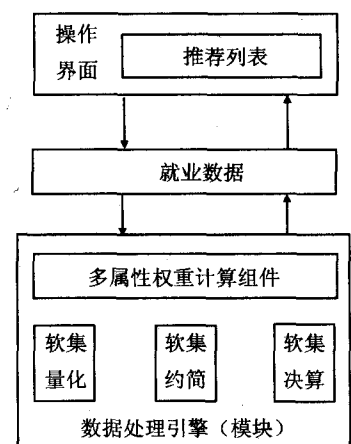 操作
界面
推荐列表
就业数据
多属性权重计算组件
软集
量化
软集
约简
软集
决算
数据处理引擎（模块）